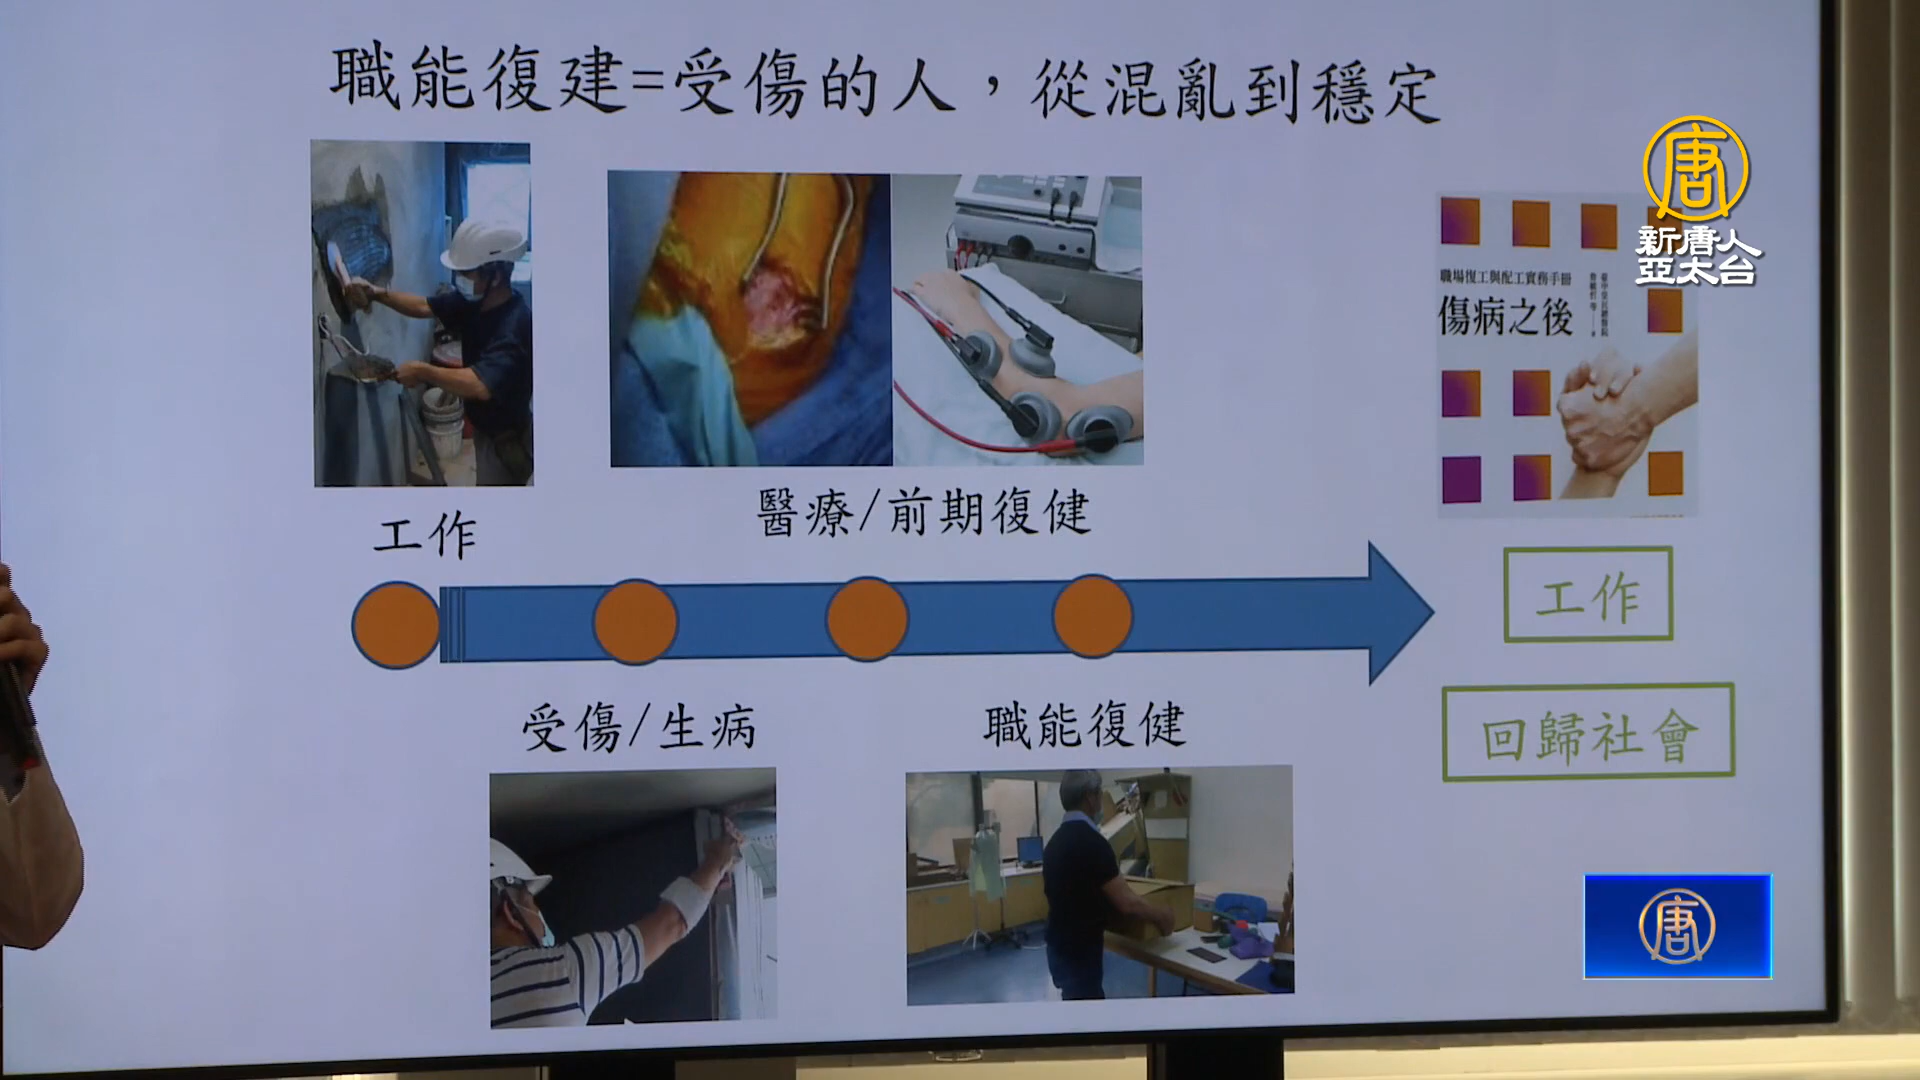 職能復建=受傷的人，從混亂到穩定
唐
新唐人
亞太台
職場復工與配工實務手冊
傷病之後
工作
醫療/前期復健
工作
受傷/生病
職能復健
回歸社會
唐